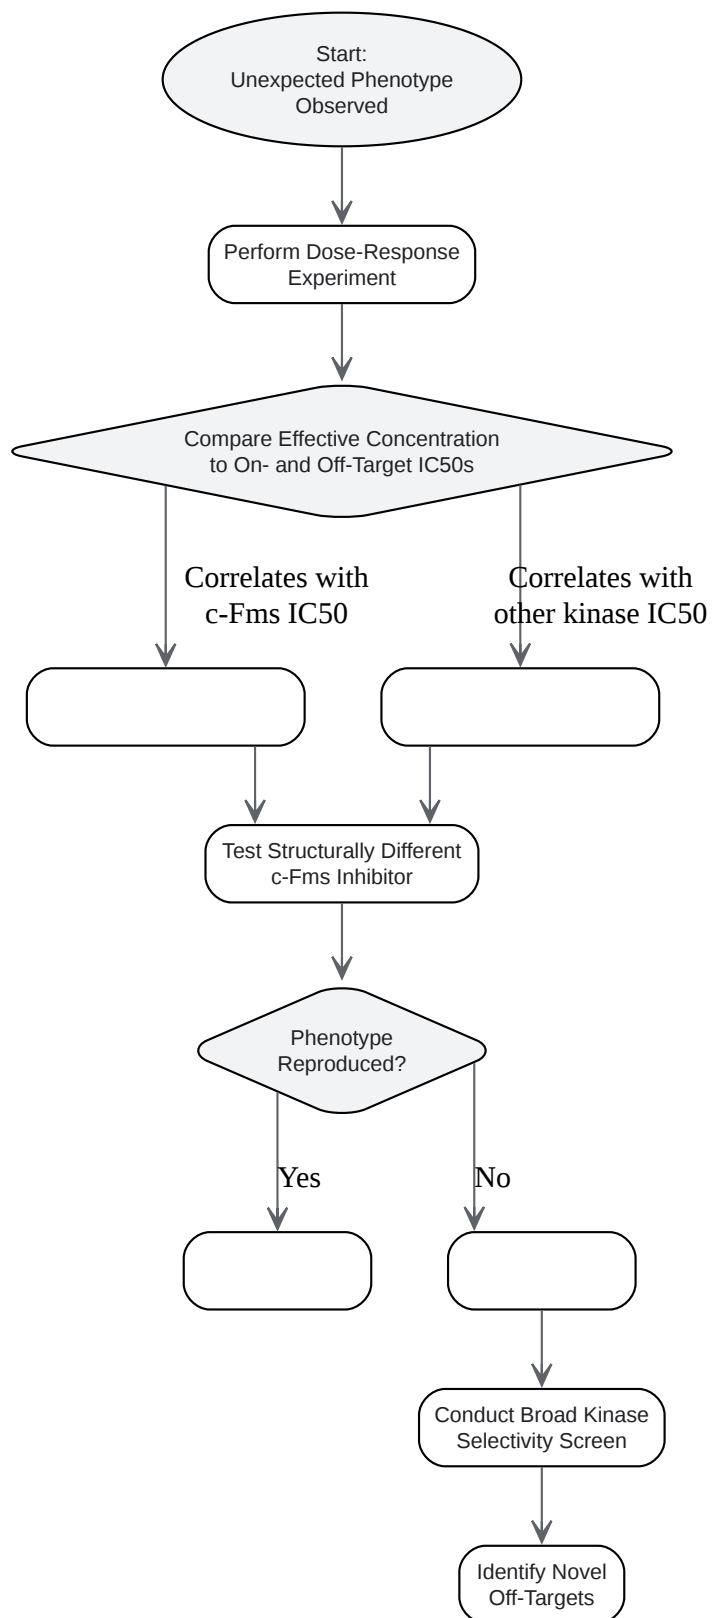 Start:
Unexpected Phenotype
Observed
Perform Dose-Response
Experiment
Compare Effective Concentration
to On- and Off-Target IC50s
Correlates with
c-Fms IC50
Correlates with
other kinase IC50
Test Structurally Different
c-Fms Inhibitor
Phenotype
Reproduced?
Yes
No
Conduct Broad Kinase
Selectivity Screen
Identify Novel
Off-Targets